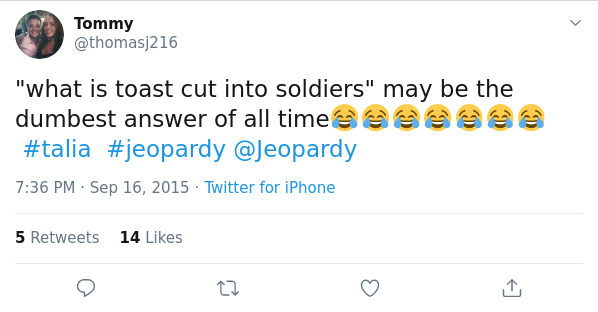 Tommy
@thomasj216
"what is toast cut into soldiers" may be the
dumbest answer of all time😂😂😂😂😂😂😂
#talia #jeopardy @Jeopardy
7:36 PM · Sep 16, 2015 · Twitter for iPhone
5 Retweets 14 Likes